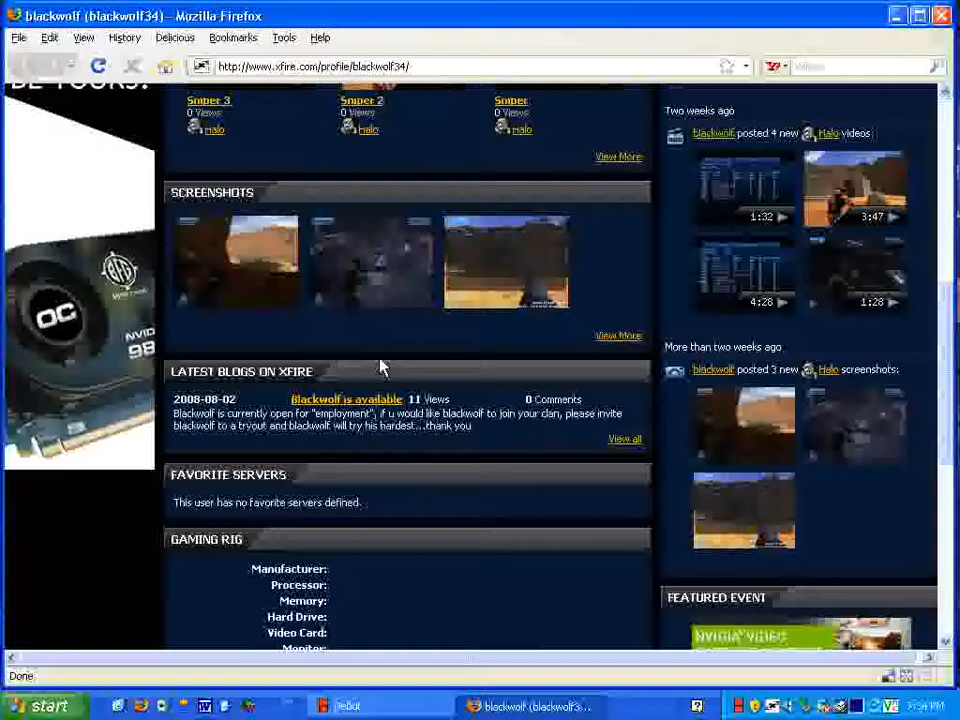 blackwolf (blackwolf34) – Mozilla Firefox
File Edit View History Delicious Bookmarks Tools Help
http://www.xfire.com/profile/blackwolf34/
Sniper 3
0 Views
Halo
Sniper 2
0 Views
Halo
Sniper
0 Views
Halo
View More
SCREENSHOTS
View More
LATEST BLOGS ON XFIRE
2008-08-02 Blackwolf is available 11 Views 0 Comments
Blackwolf is currently open for "employment", if u would like blackwolf to join your clan, please invite
blackwolf to a tryout and blackwolf will try his hardest...thank you
View all
FAVORITE SERVERS
This user has no favorite servers defined.
GAMING RIG
Manufacturer:
Processor:
Memory:
Hard Drive:
Video Card:
Monitor:
Two weeks ago
blackwolf posted 4 new Halo videos:
1:32
3:47
4:28
1:28
More than two weeks ago
blackwolf posted 3 new Halo screenshots:
FEATURED EVENT
NVIDIA VIDEO
OC
NVID
98
Done
start
blackwolf (blackwolf3...